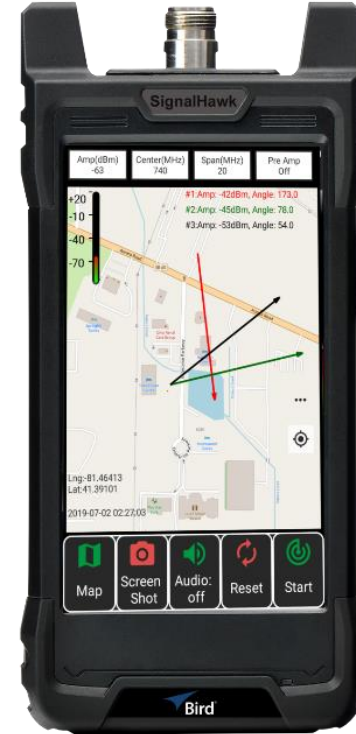 SignalHawk
Amp(dBm) Center(MHz) Span(MHz) Pre Amp
-63 740 20 Off
#1:Amp: -42dBm, Angle: 173.0
#2:Amp: -45dBm, Angle: 78.0
#3:Amp: -53dBm, Angle: 54.0
+20
-10
-40
-70
Lng:-81.46413
Lat:41.39101
2019-07-02 02:27:03
Map Screen Shot Audio: off Reset Start
Bird